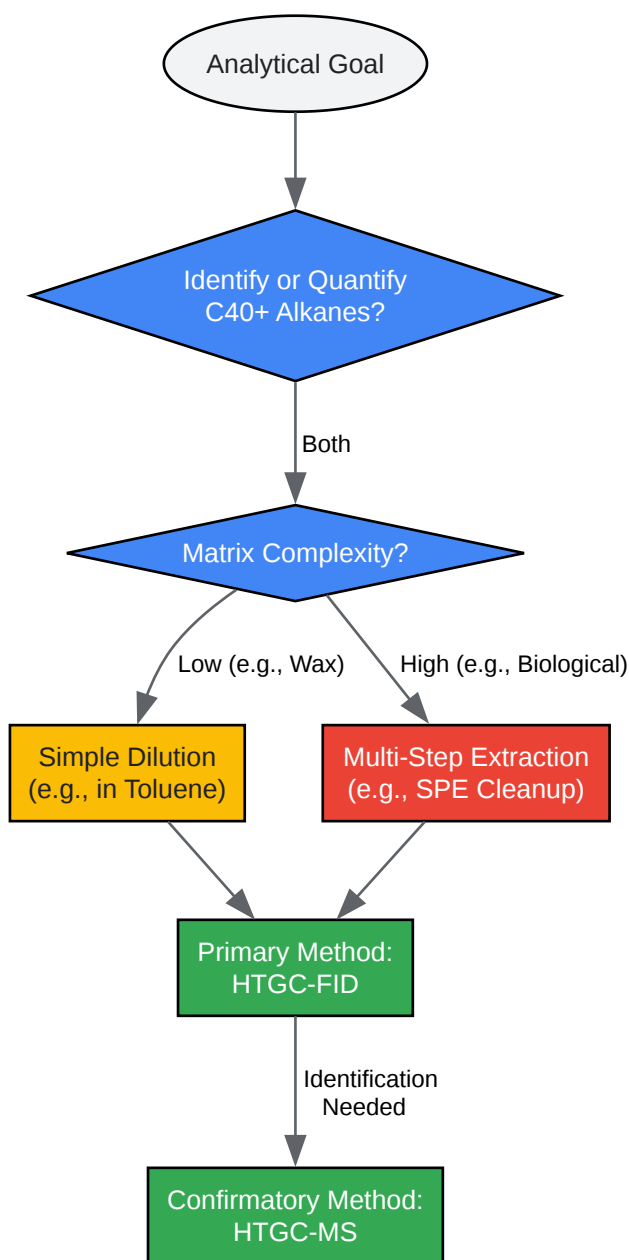 Analytical Goal
Identify or Quantify
C40+ Alkanes?
Both
Matrix Complexity?
Low (e.g., Wax)
High (e.g., Biological)
Simple Dilution
(e.g., in Toluene)
Multi-Step Extraction
(e.g., SPE Cleanup)
Primary Method:
HTGC-FID
Identification
Needed
Confirmatory Method:
HTGC-MS